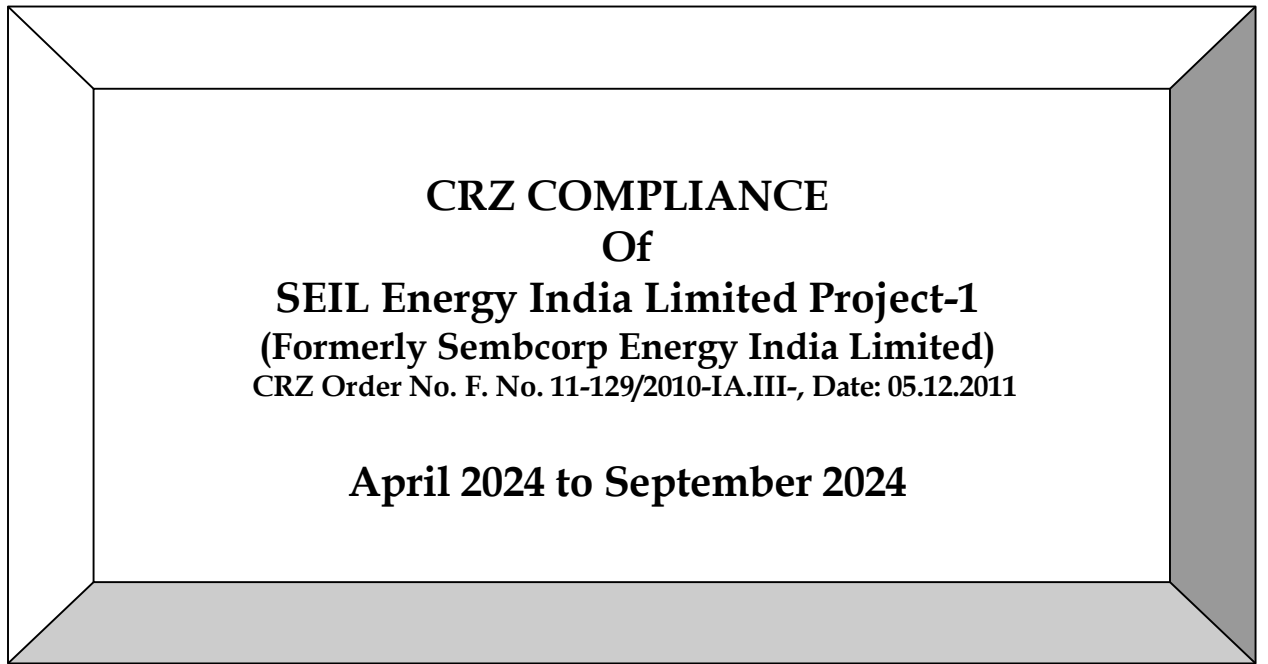 CRZ COMPLIANCE
Of
SEIL Energy India Limited Project-1
(Formerly Sembcorp Energy India Limited)
CRZ Order No. F. No. 11-129/2010-IA.III-, Date: 05.12.2011
April 2024 to September 2024